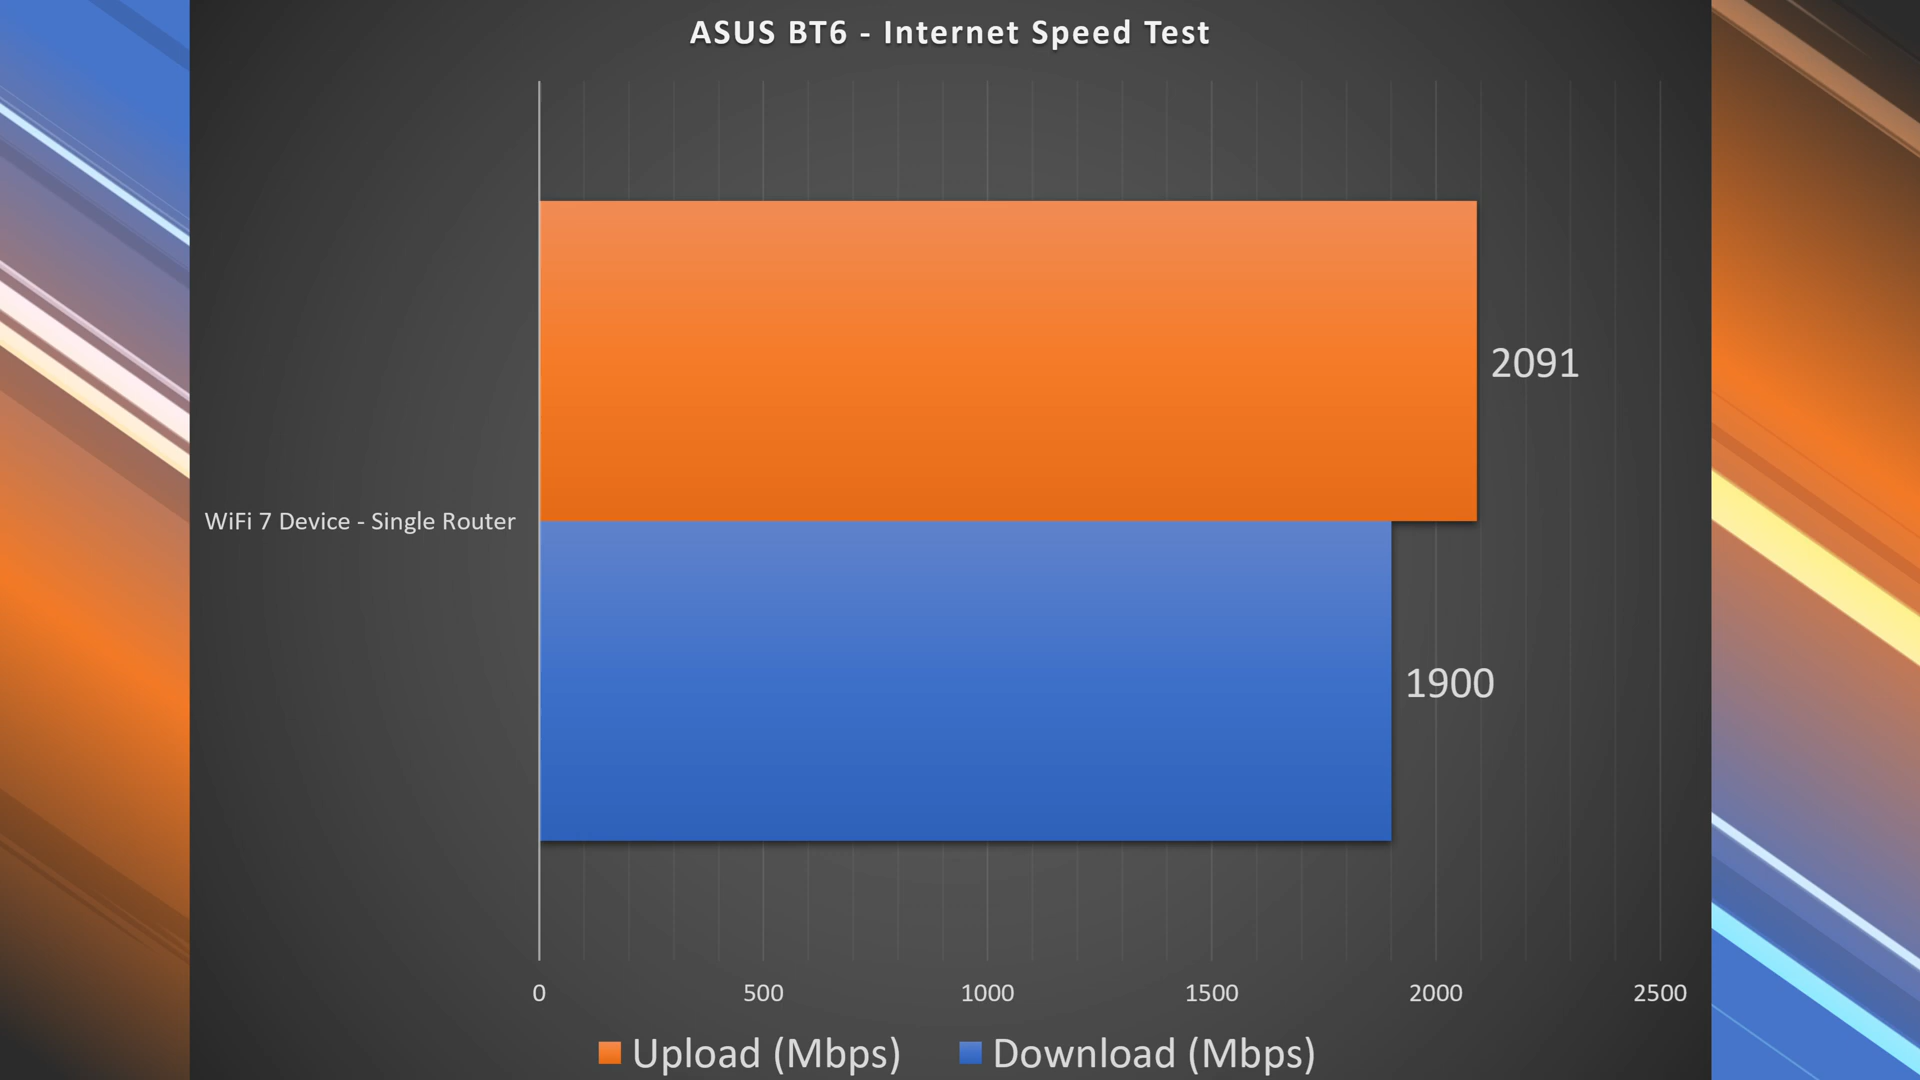 ASUS BT6 - Internet Speed Test
2091
WiFi 7 Device - Single Router
1900
0 500 1000 1500 2000 2500
Upload (Mbps) Download (Mbps)